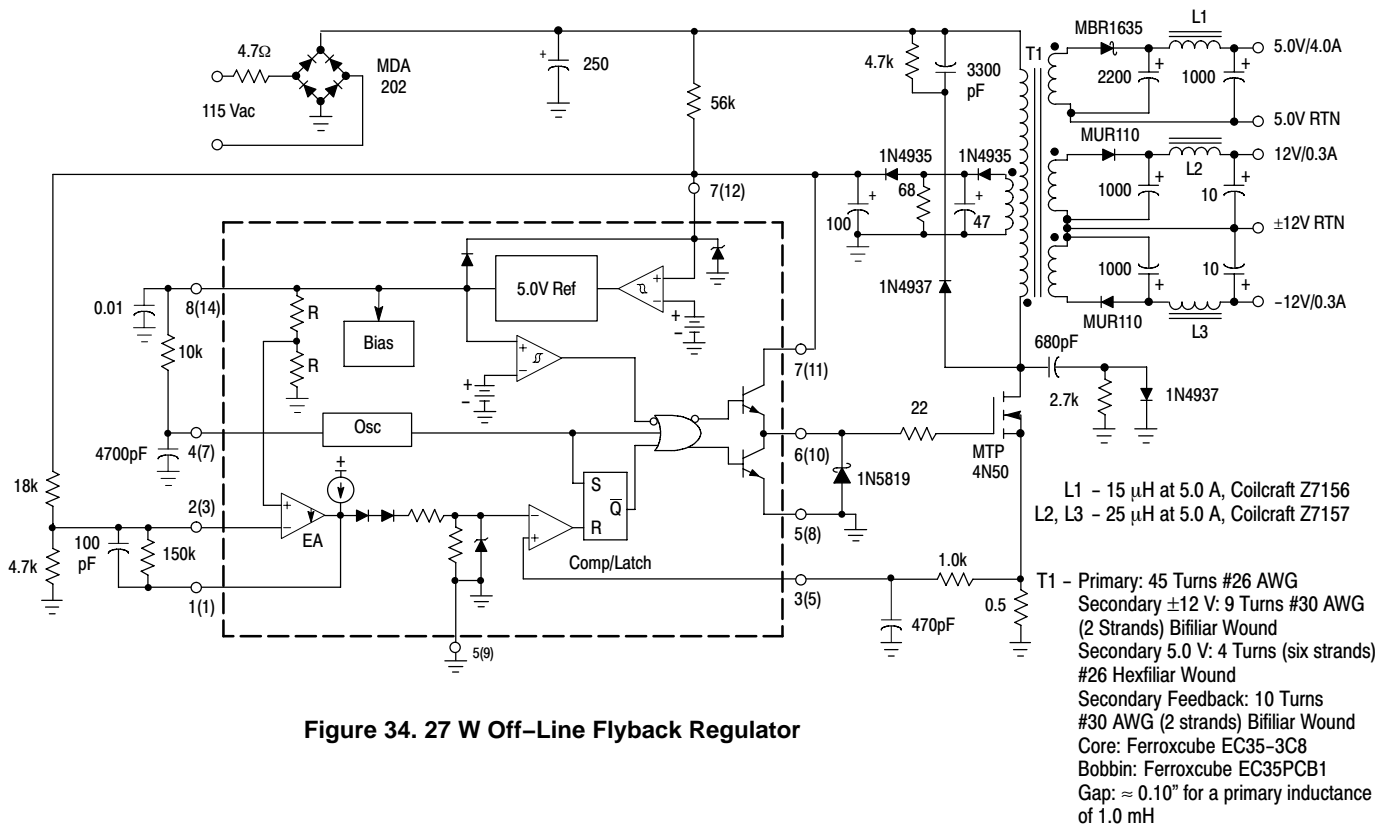 4.7Ω
MDA
202
115 Vac
+
250
56k
4.7k
3300
pF
T1
MBR1635
L1
5.0V/4.0A
2200
+
1000
+
5.0V RTN
MUR110
12V/0.3A
L2
1000
+
10
+
±12V RTN
1000
+
10
+
−12V/0.3A
MUR110
L3
1N4935
1N4935
68
+
100
+
47
7(12)
1N4937
680pF
2.7k
1N4937
0.01
8(14)
R
R
5.0V Ref
+
−
+
−
Bias
+
−
+
−
10k
7(11)
Osc
4700pF
4(7)
22
6(10)
MTP
4N50
1N5819
18k
2(3)
+
+
−
EA
S
Q
R
−
+
Comp/Latch
5(8)
100
pF
150k
4.7k
1(1)
3(5)
1.0k
470pF
0.5
5(9)
L1 − 15 μH at 5.0 A, Coilcraft Z7156
L2, L3 − 25 μH at 5.0 A, Coilcraft Z7157
T1 − Primary: 45 Turns #26 AWG
Secondary ±12 V: 9 Turns #30 AWG
(2 Strands) Bifiliar Wound
Secondary 5.0 V: 4 Turns (six strands)
#26 Hexfiliar Wound
Secondary Feedback: 10 Turns
#30 AWG (2 strands) Bifiliar Wound
Core: Ferroxcube EC35−3C8
Bobbin: Ferroxcube EC35PCB1
Gap: ≈ 0.10" for a primary inductance
of 1.0 mH
Figure 34. 27 W Off−Line Flyback Regulator